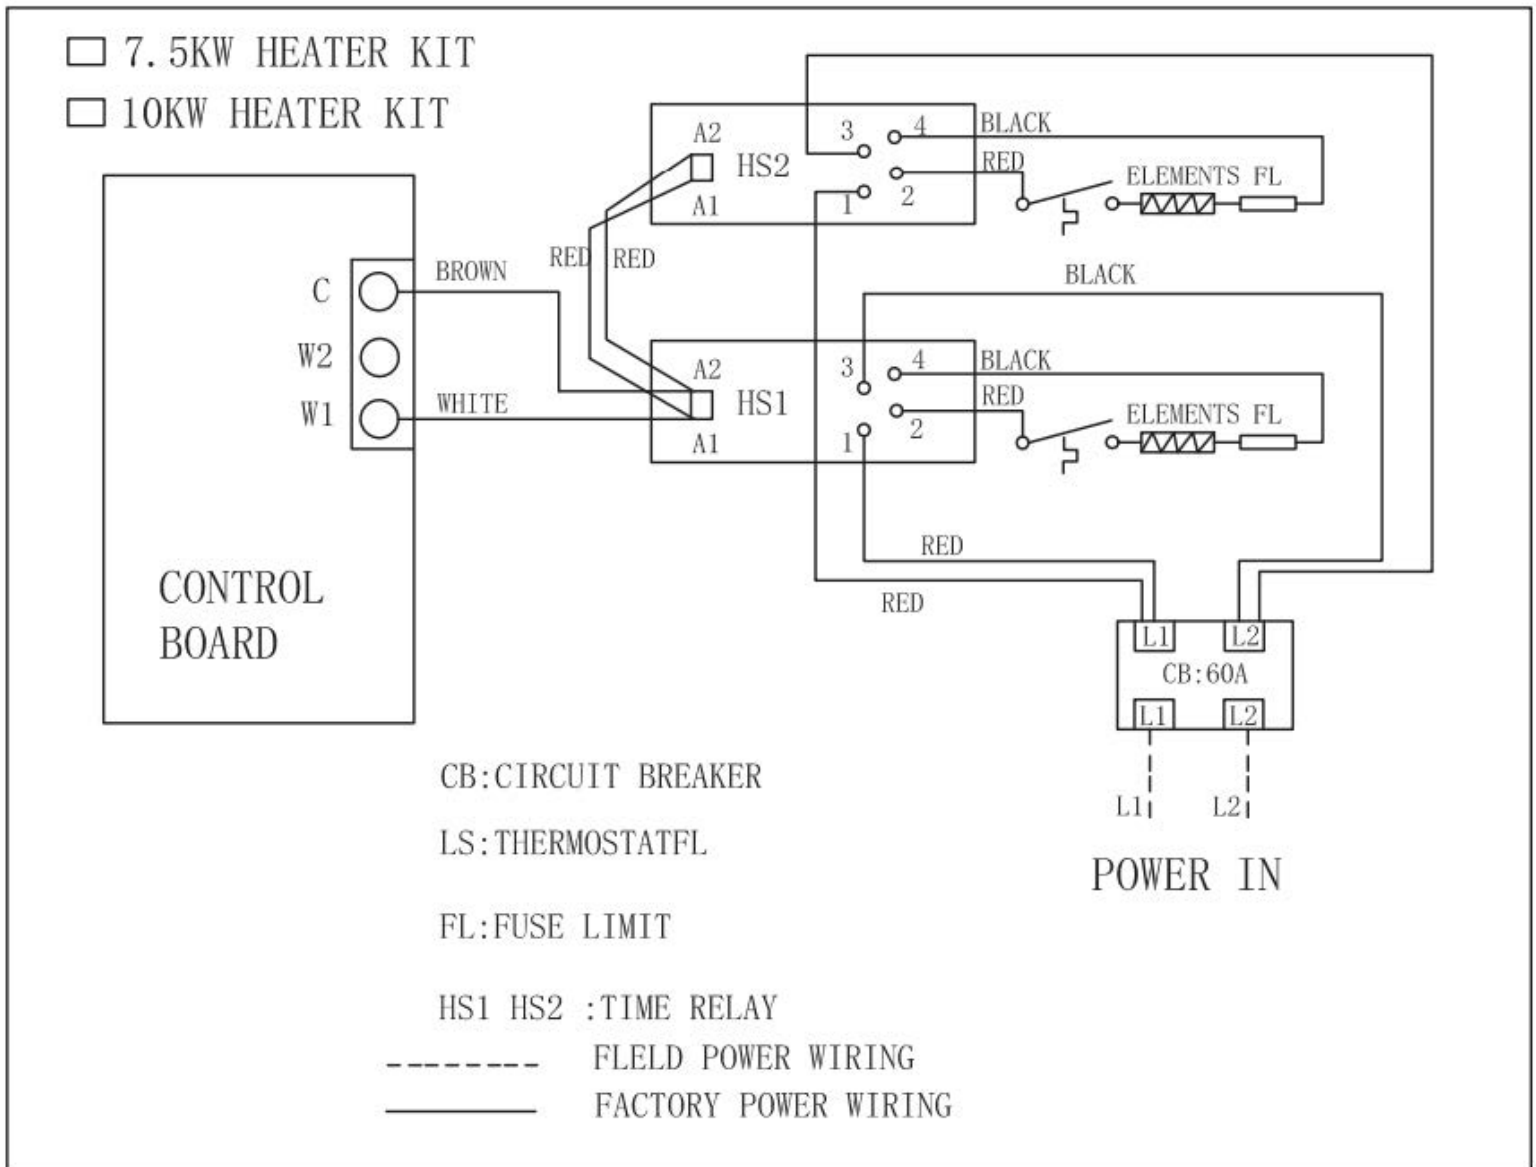 7.5KW HEATER KIT
10KW HEATER KIT
A2
HS2
A1
3
4
1
2
BLACK
RED
ELEMENTS FL
RED
RED
C
BROWN
W2
W1
WHITE
BLACK
A2
HS1
A1
3
4
1
2
BLACK
RED
ELEMENTS FL
RED
RED
CONTROL
BOARD
L1
L2
CB:60A
L1
L2
L1
L2
POWER IN
CB:CIRCUIT BREAKER
LS:THERMOSTATFL
FL:FUSE LIMIT
HS1 HS2 :TIME RELAY
FLELD POWER WIRING
FACTORY POWER WIRING